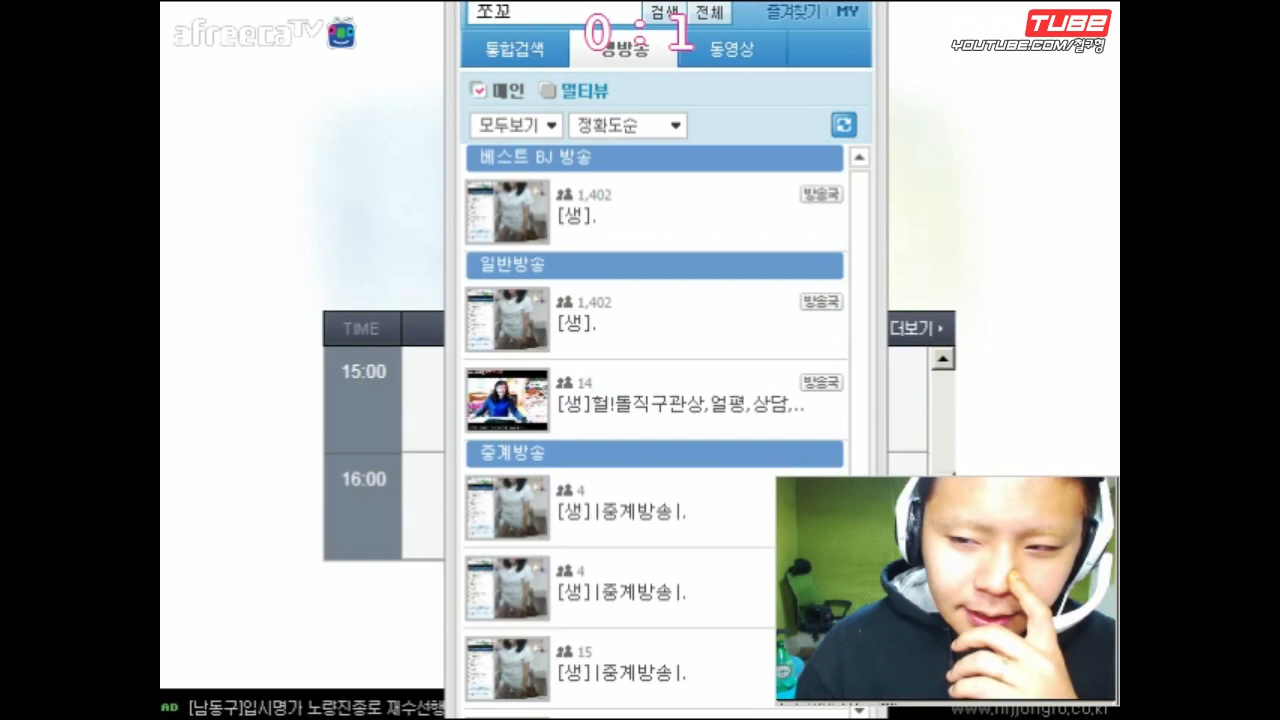 afreecaTV
TUBE
YOUTUBE.COM/철구형
쪼꼬
검색
전체
즐겨찾기
MY
0 : 1
통합검색
생방송
동영상
메인
멀티뷰
모두보기
정확도순
베스트 BJ 방송
1,402
방송국
[생].
일반방송
1,402
방송국
[생].
TIME
더보기
15:00
14
방송국
[생]헐!돌직구관상,얼평,상담,..
중계방송
16:00
4
[생]|중계방송|.
4
[생]|중계방송|.
15
[생]|중계방송|.
AD [남동구]입시명가 노량진종로 재수선행